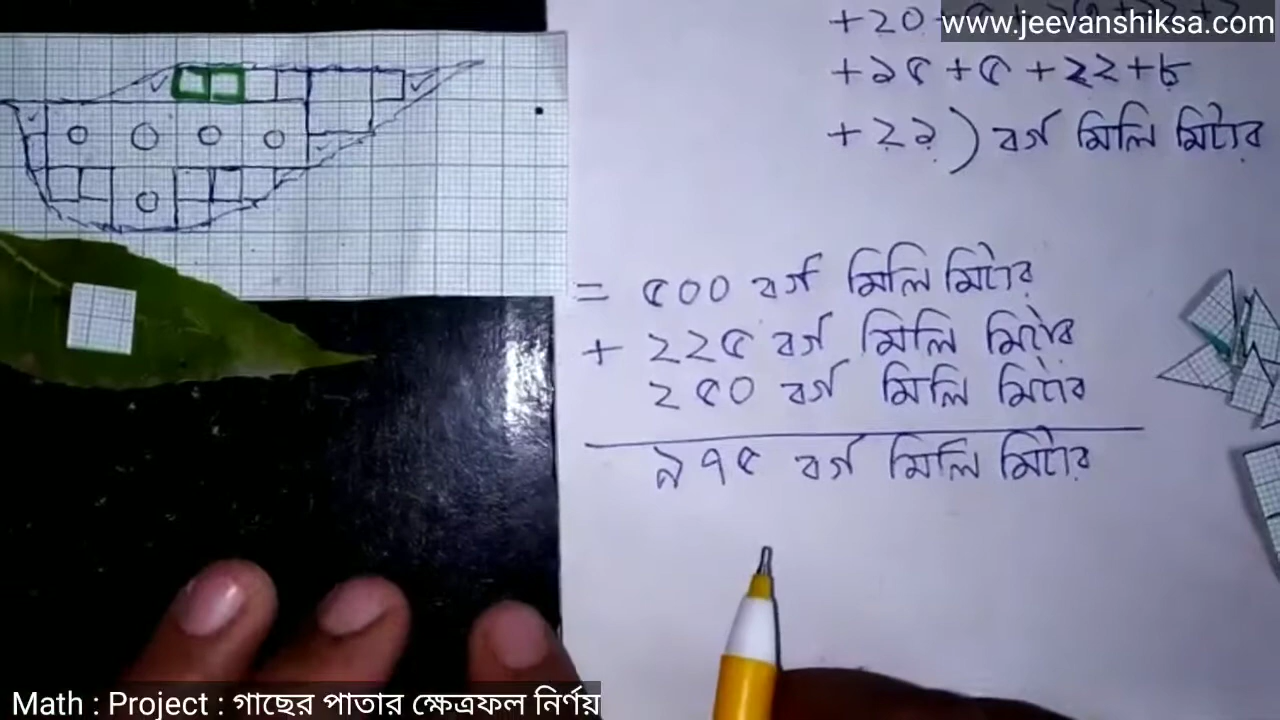 www.jeevanshiksa.com
+২০
+১৫ + ৫ + ২২ + ৮
+ ২১) বর্গ মিলি মিটার
= ৫০০ বর্গ মিলি মিটার
+ ২২৫ বর্গ মিলি মিটার
২৫০ বর্গ মিলি মিটার
৯৭৫ বর্গ মিলি মিটার
Math : Project : গাছের পাতার ক্ষেত্রফল নির্ণয়